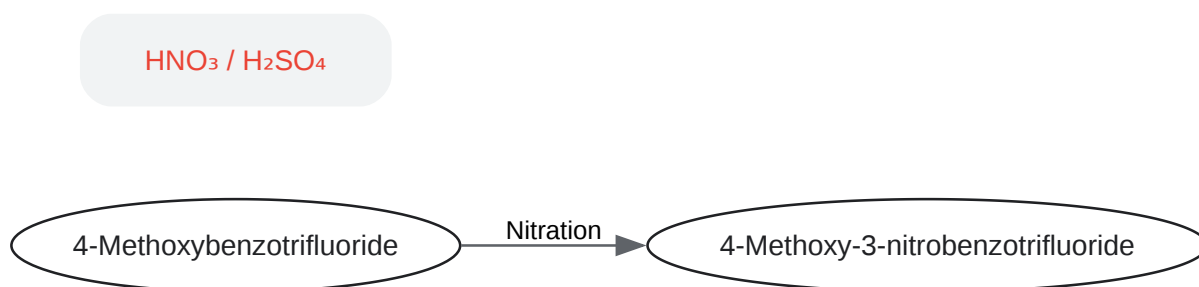 HNO₃ / H₂SO₄
Nitration
4-Methoxybenzotrifluoride
4-Methoxy-3-nitrobenzotrifluoride